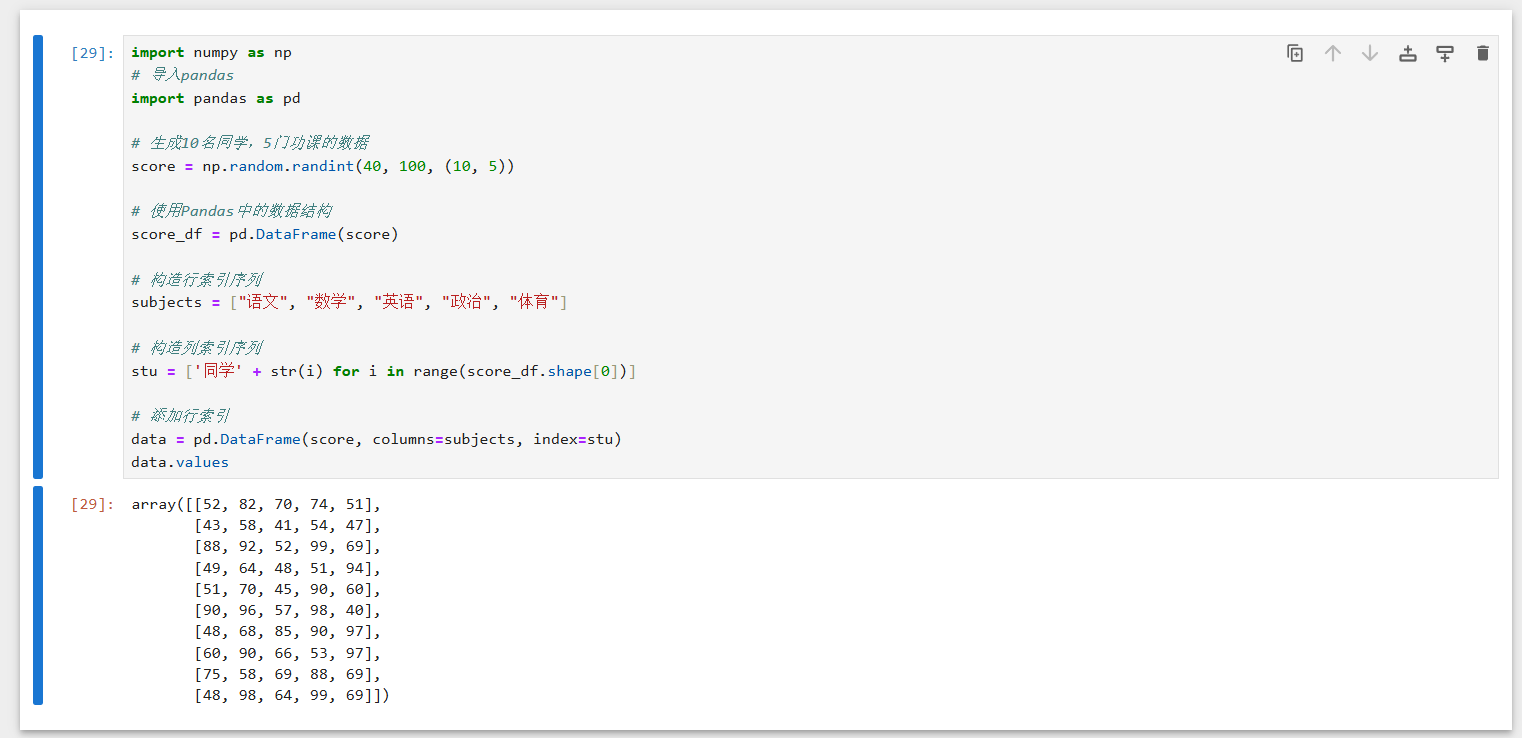 [29]: import numpy as np
# 导入pandas
import pandas as pd
# 生成10名同学，5门功课的数据
score = np.random.randint(40, 100, (10, 5))
# 使用Pandas中的数据结构
score_df = pd.DataFrame(score)
# 构造行索引序列
subjects = ["语文", "数学", "英语", "政治", "体育"]
# 构造列索引序列
stu = ['同学' + str(i) for i in range(score_df.shape[0])]
# 添加行索引
data = pd.DataFrame(score, columns=subjects, index=stu)
data.values
[29]: array([[52, 82, 70, 74, 51],
[43, 58, 41, 54, 47],
[88, 92, 52, 99, 69],
[49, 64, 48, 51, 94],
[51, 70, 45, 90, 60],
[90, 96, 57, 98, 40],
[48, 68, 85, 90, 97],
[60, 90, 66, 53, 97],
[75, 58, 69, 88, 69],
[48, 98, 64, 99, 69]])